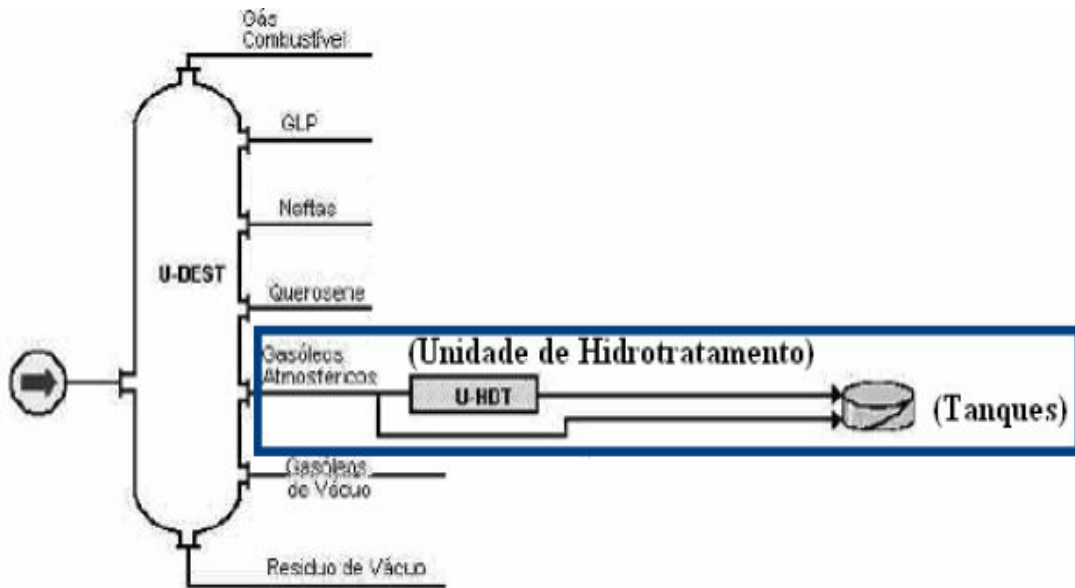 Gás
Combustível
GLP
Naftas
U-DEST
Querosene
Gasóleos
Atmosféricos
(Unidade de Hidrotratamento)
U-HDT
(Tanques)
Gasóleos
de Vácuo
Resíduo de Vácuo